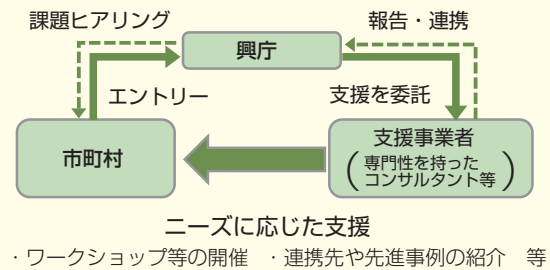 課題ヒアリング
報告・連携
興庁
エントリー
支援を委託
市町村
支援事業者
（専門性を持った
コンサルタント等）
ニーズに応じた支援
・ワークショップ等の開催　・連携先や先進事例の紹介　等